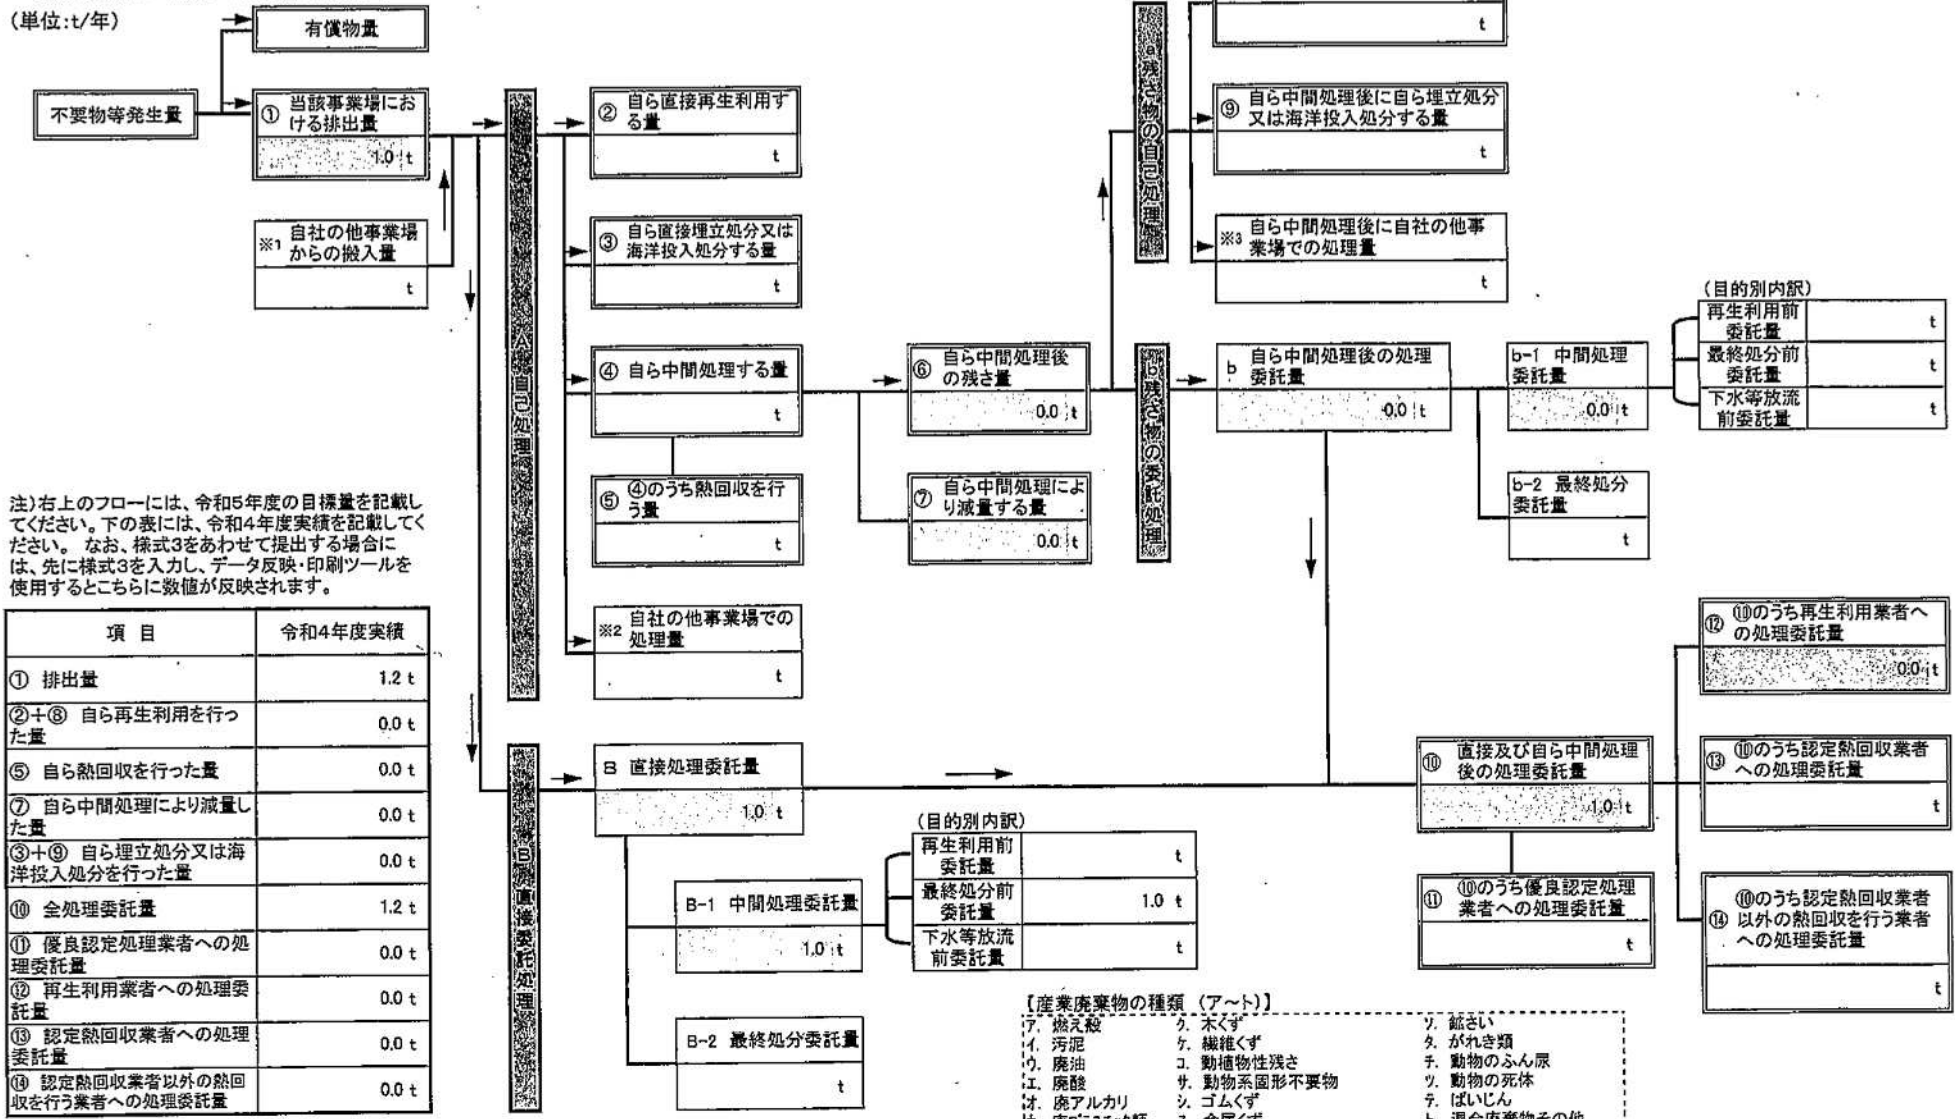 (単位:t/年)
有償物量
不要物等発生量
① 当該事業場にお
ける排出量
1.0 t
※1 自社の他事業場
からの搬入量
t
A 自己処理
② 自ら直接再生利用す
る量
t
③ 自ら直接埋立処分又は
海洋投入処分する量
t
④ 自ら中間処理する量
t
⑤ ④のうち熱回収を行
う量
t
※2 自社の他事業場での
処理量
t
⑥ 自ら中間処理後
の残さ量
0.0 t
⑦ 自ら中間処理によ
り減量する量
0.0 t
a 残さ物の自己処理
t
⑨ 自ら中間処理後に自ら埋立処分
又は海洋投入処分する量
t
※3 自ら中間処理後に自社の他事
業場での処理量
t
b 残さ物の委託処理
b 自ら中間処理後の処理
委託量
0.0 t
b-1 中間処理
委託量
0.0 t
(目的別内訳)
再生利用前
委託量
t
最終処分前
委託量
t
下水等放流
前委託量
t
b-2 最終処分
委託量
t
注)右上のフローには、令和5年度の目標量を記載し
てください。下の表には、令和4年度実績を記載してく
ださい。 なお、様式3をあわせて提出する場合に
は、先に様式3を入力し、データ反映・印刷ツールを
使用するとこちらに数値が反映されます。
項 目 令和4年度実績
① 排出量 1.2 t
②+⑧ 自ら再生利用を行っ
た量 0.0 t
⑤ 自ら熱回収を行った量 0.0 t
⑦ 自ら中間処理により減量し
た量 0.0 t
③+⑨ 自ら埋立処分又は海
洋投入処分を行った量 0.0 t
⑩ 全処理委託量 1.2 t
⑪ 優良認定処理業者への処
理委託量 0.0 t
⑫ 再生利用業者への処理委
託量 0.0 t
⑬ 認定熱回収業者への処理
委託量 0.0 t
⑭ 認定熱回収業者以外の熱回
収を行う業者への処理委託量 0.0 t
B 直接委託処理
B 直接処理委託量
1.0 t
B-1 中間処理委託量
1.0 t
(目的別内訳)
再生利用前
委託量
t
最終処分前
委託量
1.0 t
下水等放流
前委託量
t
B-2 最終処分委託量
t
⑩ 直接及び自ら中間処理
後の処理委託量
1.0 t
⑪ ⑩のうち優良認定処理
業者への処理委託量
t
⑫ ⑩のうち再生利用業者へ
の処理委託量
0.0 t
⑬ ⑩のうち認定熱回収業者
への処理委託量
t
⑭ ⑩のうち認定熱回収業者
以外の熱回収を行う業者
への処理委託量
t
【産業廃棄物の種類 (ア~ト)】
ア. 燃え殻 ク. 木くず ソ. 鉱さい
イ. 汚泥 ケ. 繊維くず タ. がれき類
ウ. 廃油 コ. 動植物性残さ チ. 動物のふん尿
エ. 廃酸 サ. 動物系固形不要物 ツ. 動物の死体
オ. 廃アルカリ シ. ゴムくず テ. ばいじん